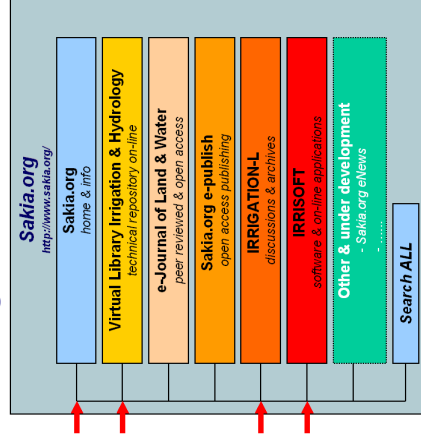 Sakia.org
http://www.sakia.org/
Sakia.org
home & info
Virtual Library Irrigation & Hydrology
technical repository on-line
e-Journal of Land & Water
peer reviewed & open access
Sakia.org e-publish
open access publishing
IRRIGATION-L
discussions & archives
IRRISOFT
software & on-line applications
Other & under development
- Sakia.org eNews
- ......
Search ALL